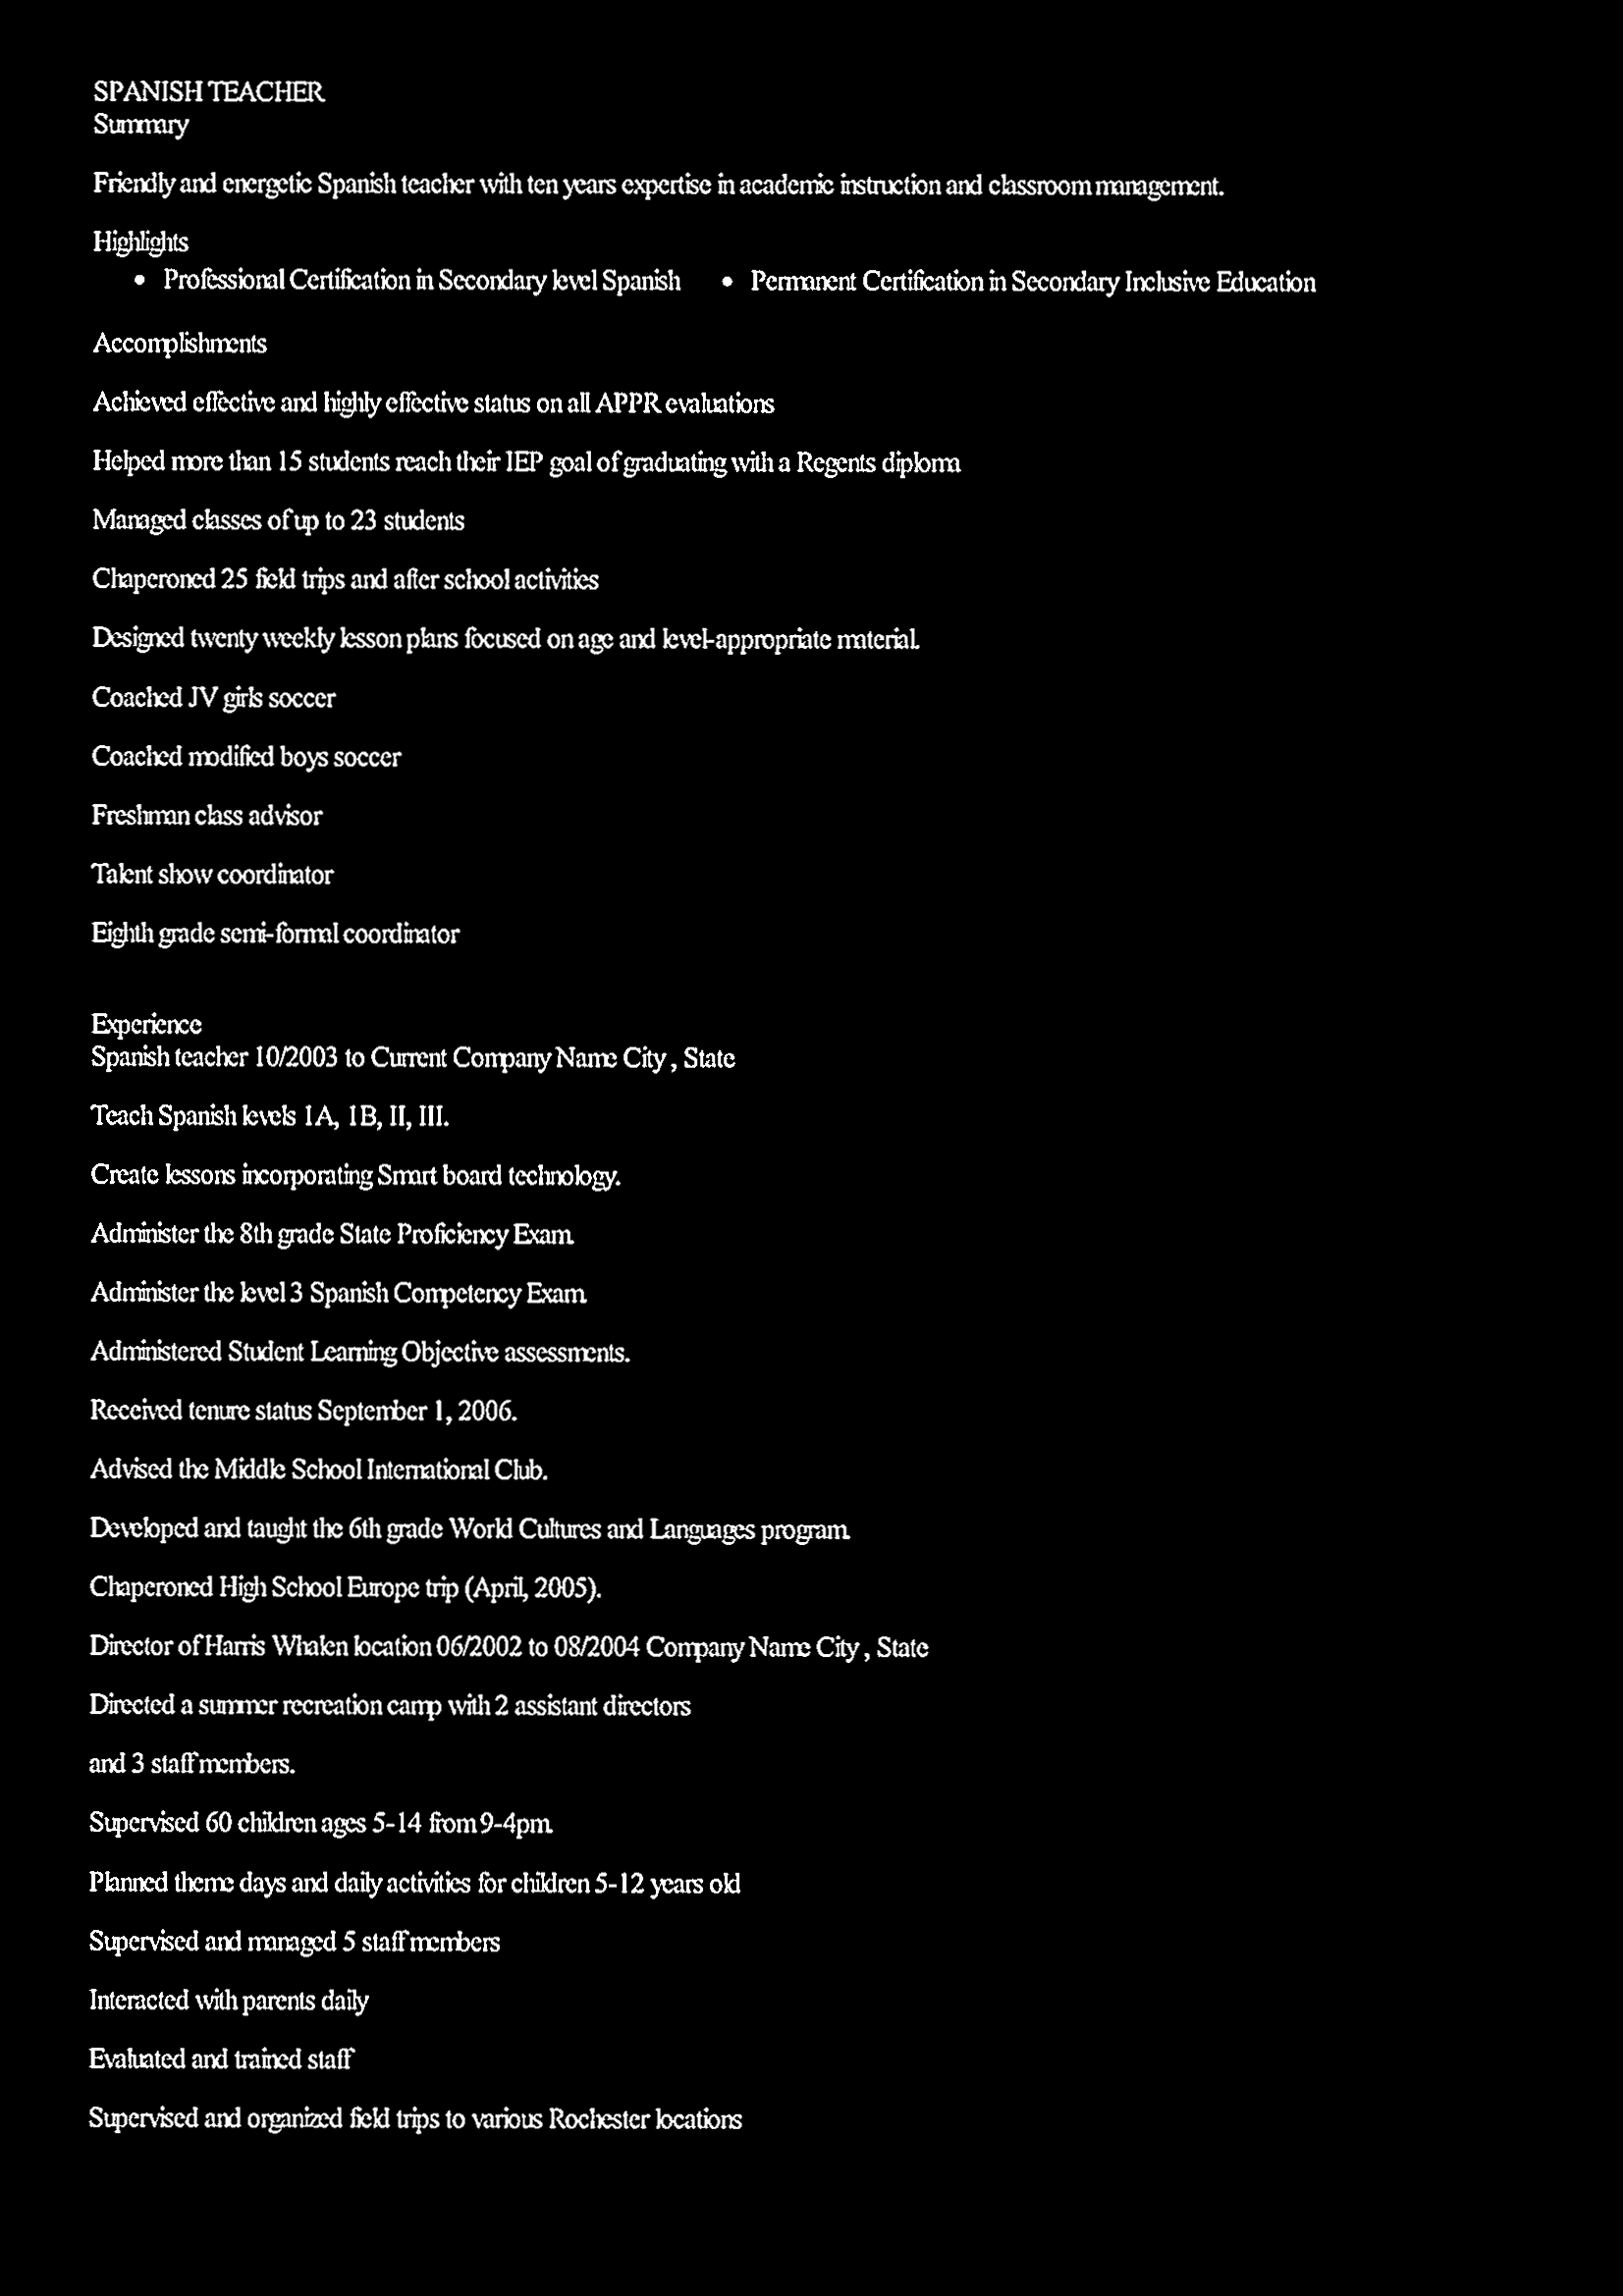 SPANISH TEACHER
Summary
Friendly and energetic Spanish teacher with ten years expertise in academic instruction and classroom management.
Highlights
• Professional Certification in Secondary level Spanish • Permanent Certification in Secondary Inclusive Education
Accomplishments
Achieved effective and highly effective status on all APPR evaluations
Helped more than 15 students reach their IEP goal of graduating with a Regents diploma
Managed classes of up to 23 students
Chaperoned 25 field trips and after school activities
Designed twenty weekly lesson plans focused on age and level-appropriate material.
Coached JV girls soccer
Coached modified boys soccer
Freshman class advisor
Talent show coordinator
Eighth grade semi-formal coordinator
Experience
Spanish teacher 10/2003 to Current Company Name City , State
Teach Spanish levels 1A, 1B, II, III.
Create lessons incorporating Smart board technology.
Administer the 8th grade State Proficiency Exam.
Administer the level 3 Spanish Competency Exam.
Administered Student Learning Objective assessments.
Received tenure status September 1, 2006.
Advised the Middle School International Club.
Developed and taught the 6th grade World Cultures and Languages program.
Chaperoned High School Europe trip (April, 2005).
Director of Harris Whalen location 06/2002 to 08/2004 Company Name City , State
Directed a summer recreation camp with 2 assistant directors
and 3 staff members.
Supervised 60 children ages 5-14 from 9-4pm.
Planned theme days and daily activities for children 5-12 years old
Supervised and managed 5 staff members
Interacted with parents daily
Evaluated and trained staff
Supervised and organized field trips to various Rochester locations